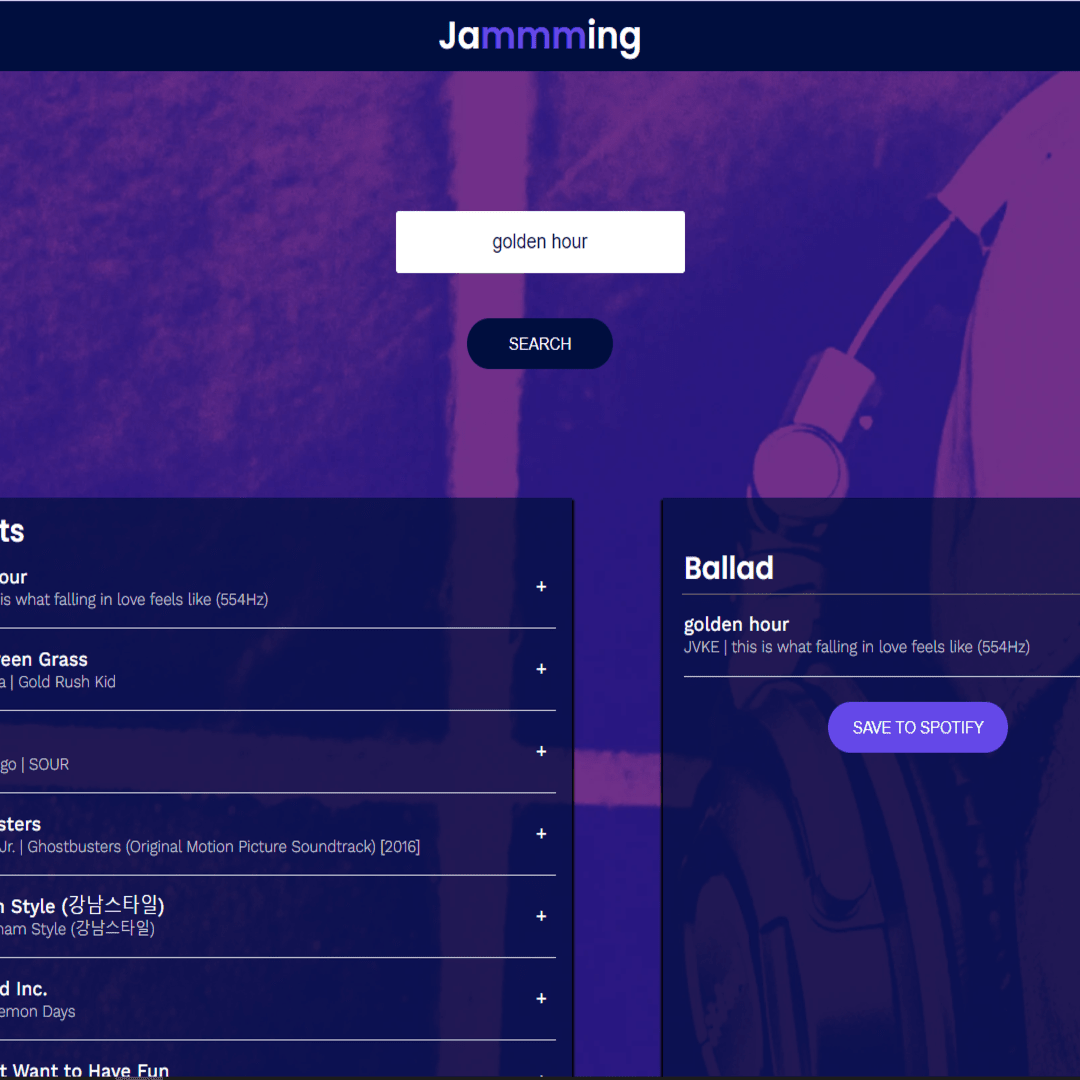 Jammming
golden hour
SEARCH
ts
our
is what falling in love feels like (554Hz)
+
een Grass
a | Gold Rush Kid
+
go | SOUR
+
sters
Jr. | Ghostbusters (Original Motion Picture Soundtrack) [2016]
+
Style (강남스타일)
nam Style (강남스타일)
+
d Inc.
emon Days
+
t Want to Have Fun
Ballad
golden hour
JVKE | this is what falling in love feels like (554Hz)
SAVE TO SPOTIFY